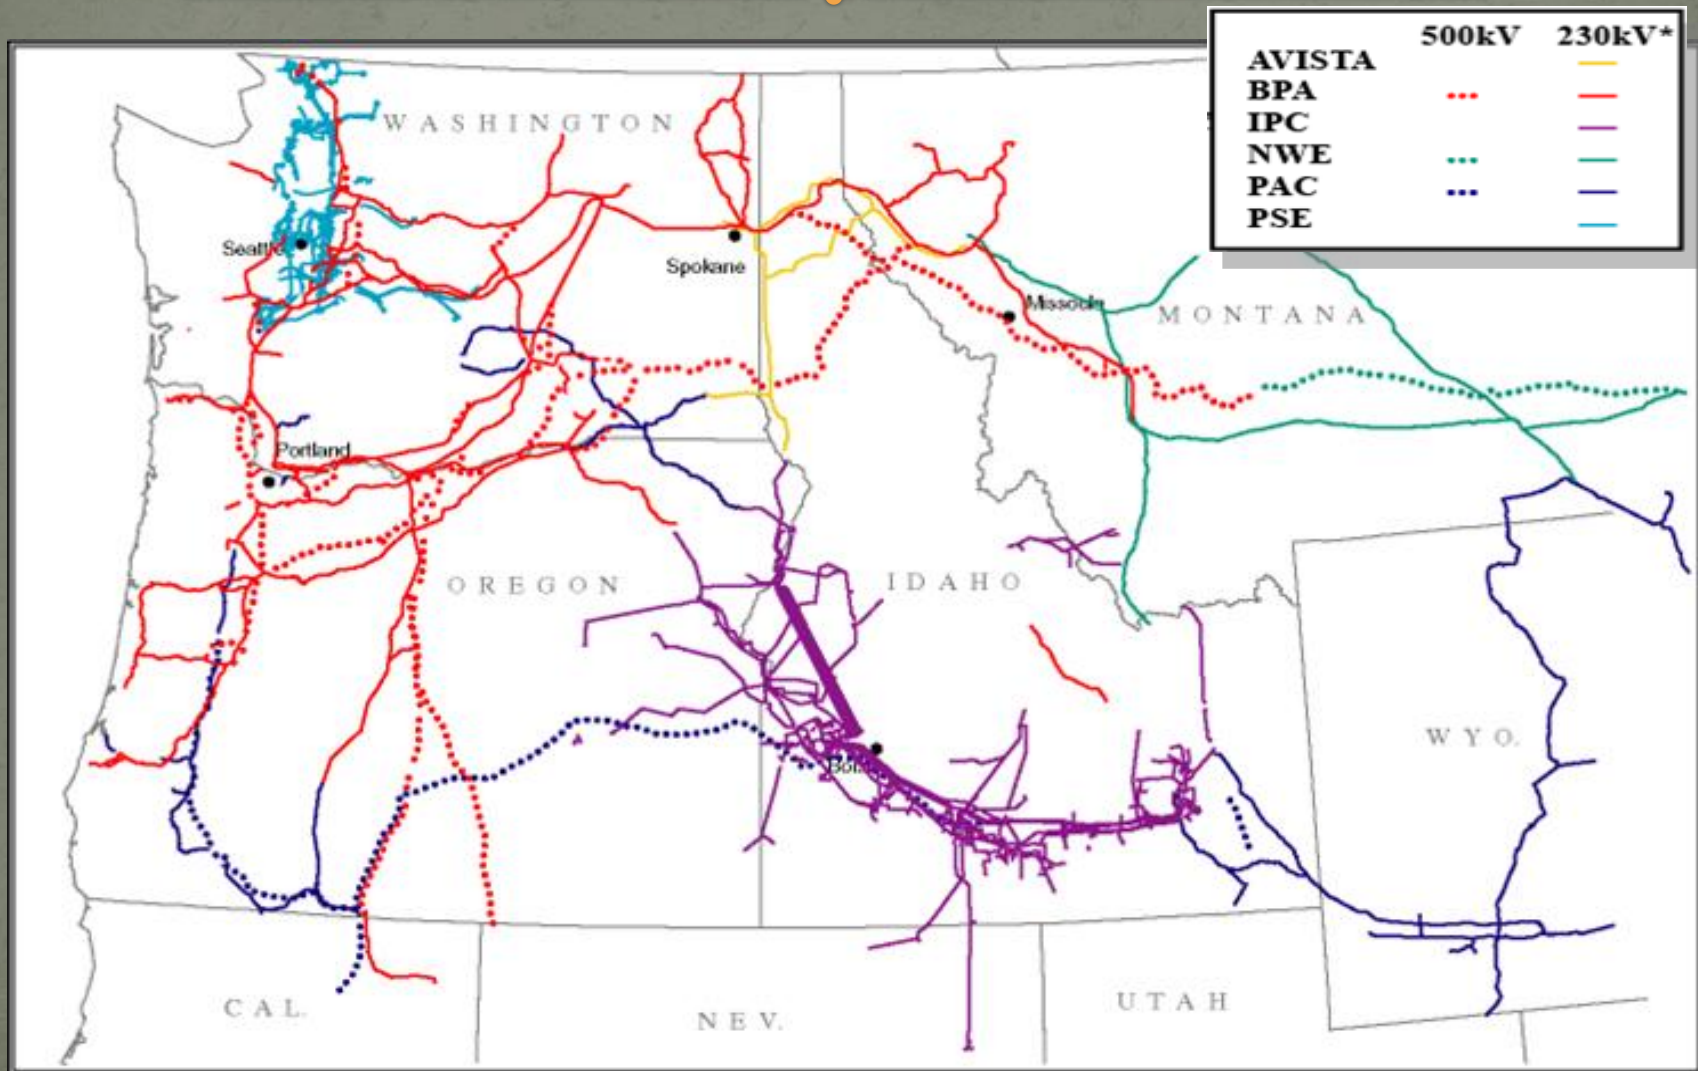 500kV 230kV*
AVISTA
BPA
IPC
NWE
PAC
PSE
WASHINGTON
Seattle
Spokane
Missoula
MONTANA
Portland
OREGON
IDAHO
WYO.
CAL.
NEV.
UTAH